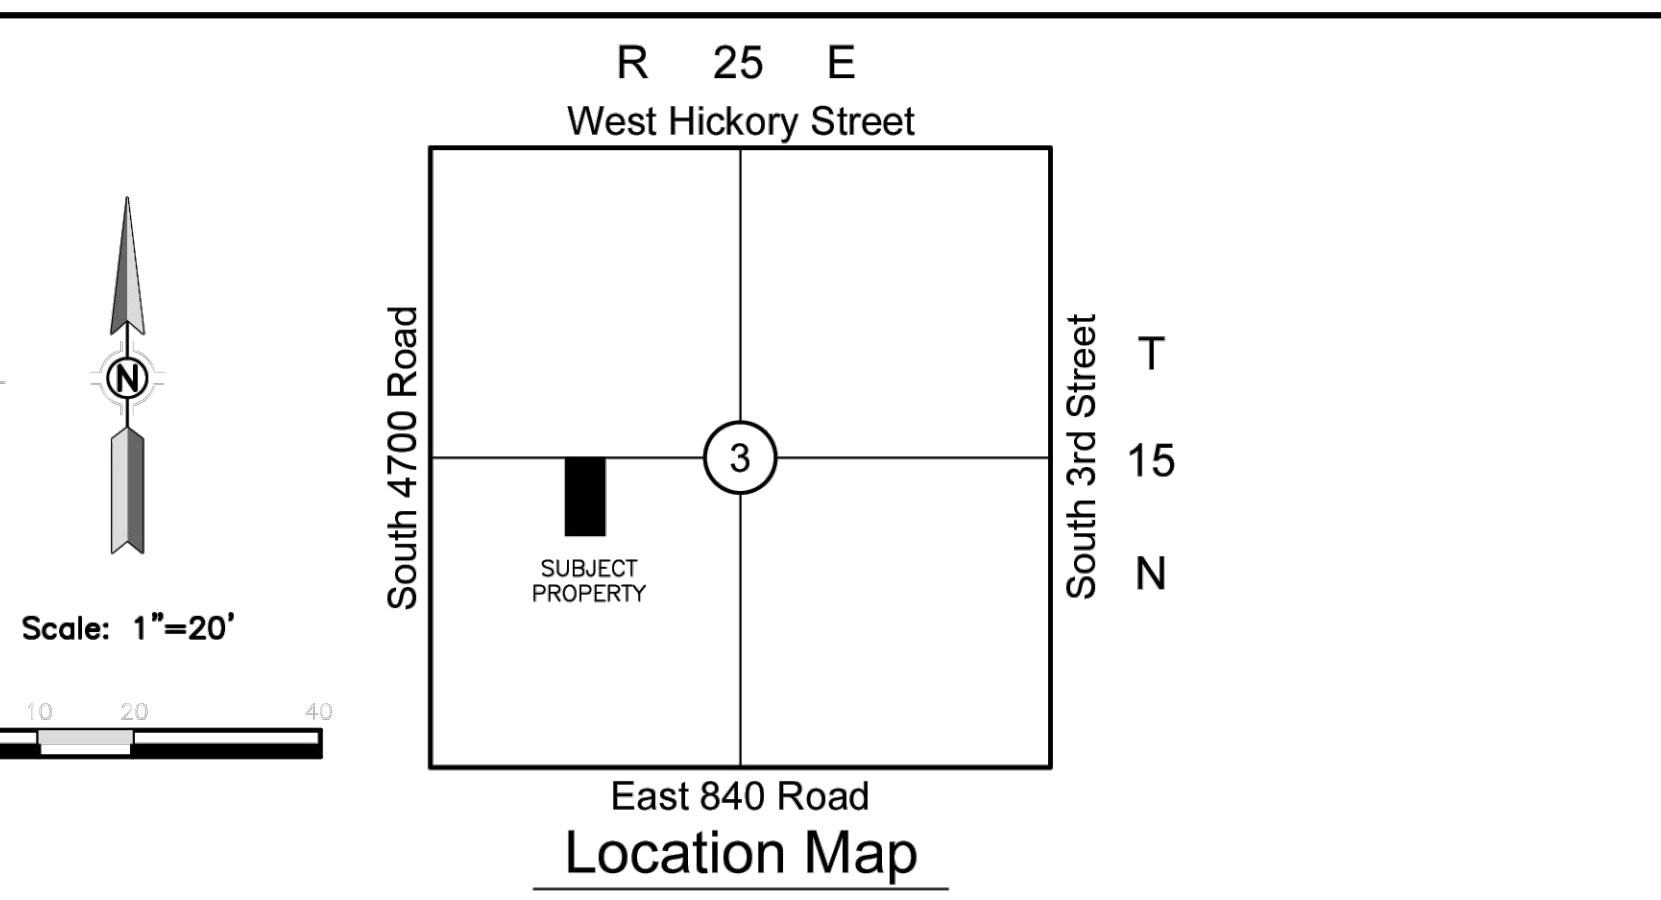 R 25 E
West Hickory Street
South 4700 Road
South 3rd Street
T
15
N
N
3
SUBJECT
PROPERTY
Scale: 1"=20'
10 20 40
East 840 Road
Location Map